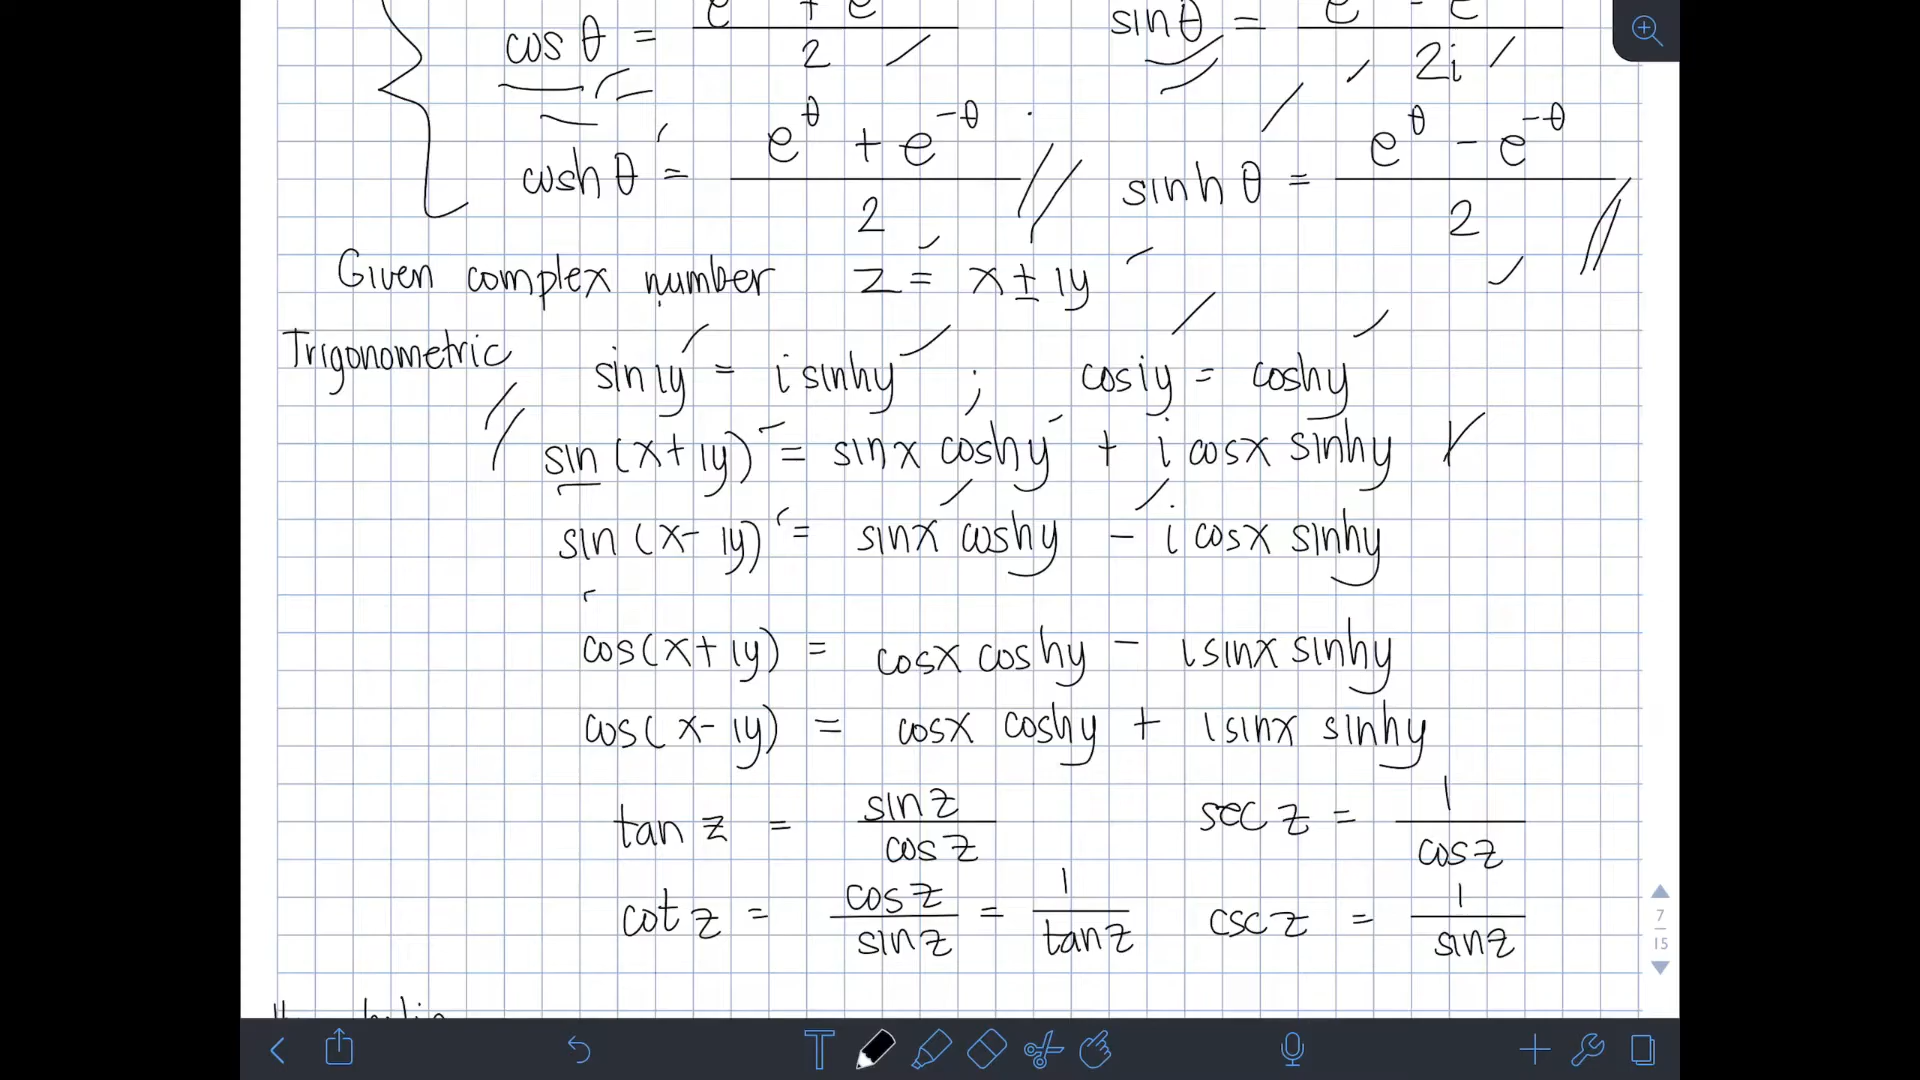 cos θ = e + e / 2 sin θ = e - e / 2i
cosh θ = e^θ + e^-θ / 2 sinh θ = e^θ - e^-θ / 2
Given complex number z = x ± iy
Trigonometric
sin iy = i sinhy ; cos iy = coshy
sin (x + iy) = sinx coshy + i cosx sinhy
sin (x - iy) = sinx coshy - i cosx sinhy
cos(x + iy) = cosx coshy - i sinx sinhy
cos(x - iy) = cosx coshy + i sinx sinhy
tan z = sin z / cos z sec z = 1 / cos z
cot z = cos z / sin z = 1 / tan z csc z = 1 / sin z
7
15
T